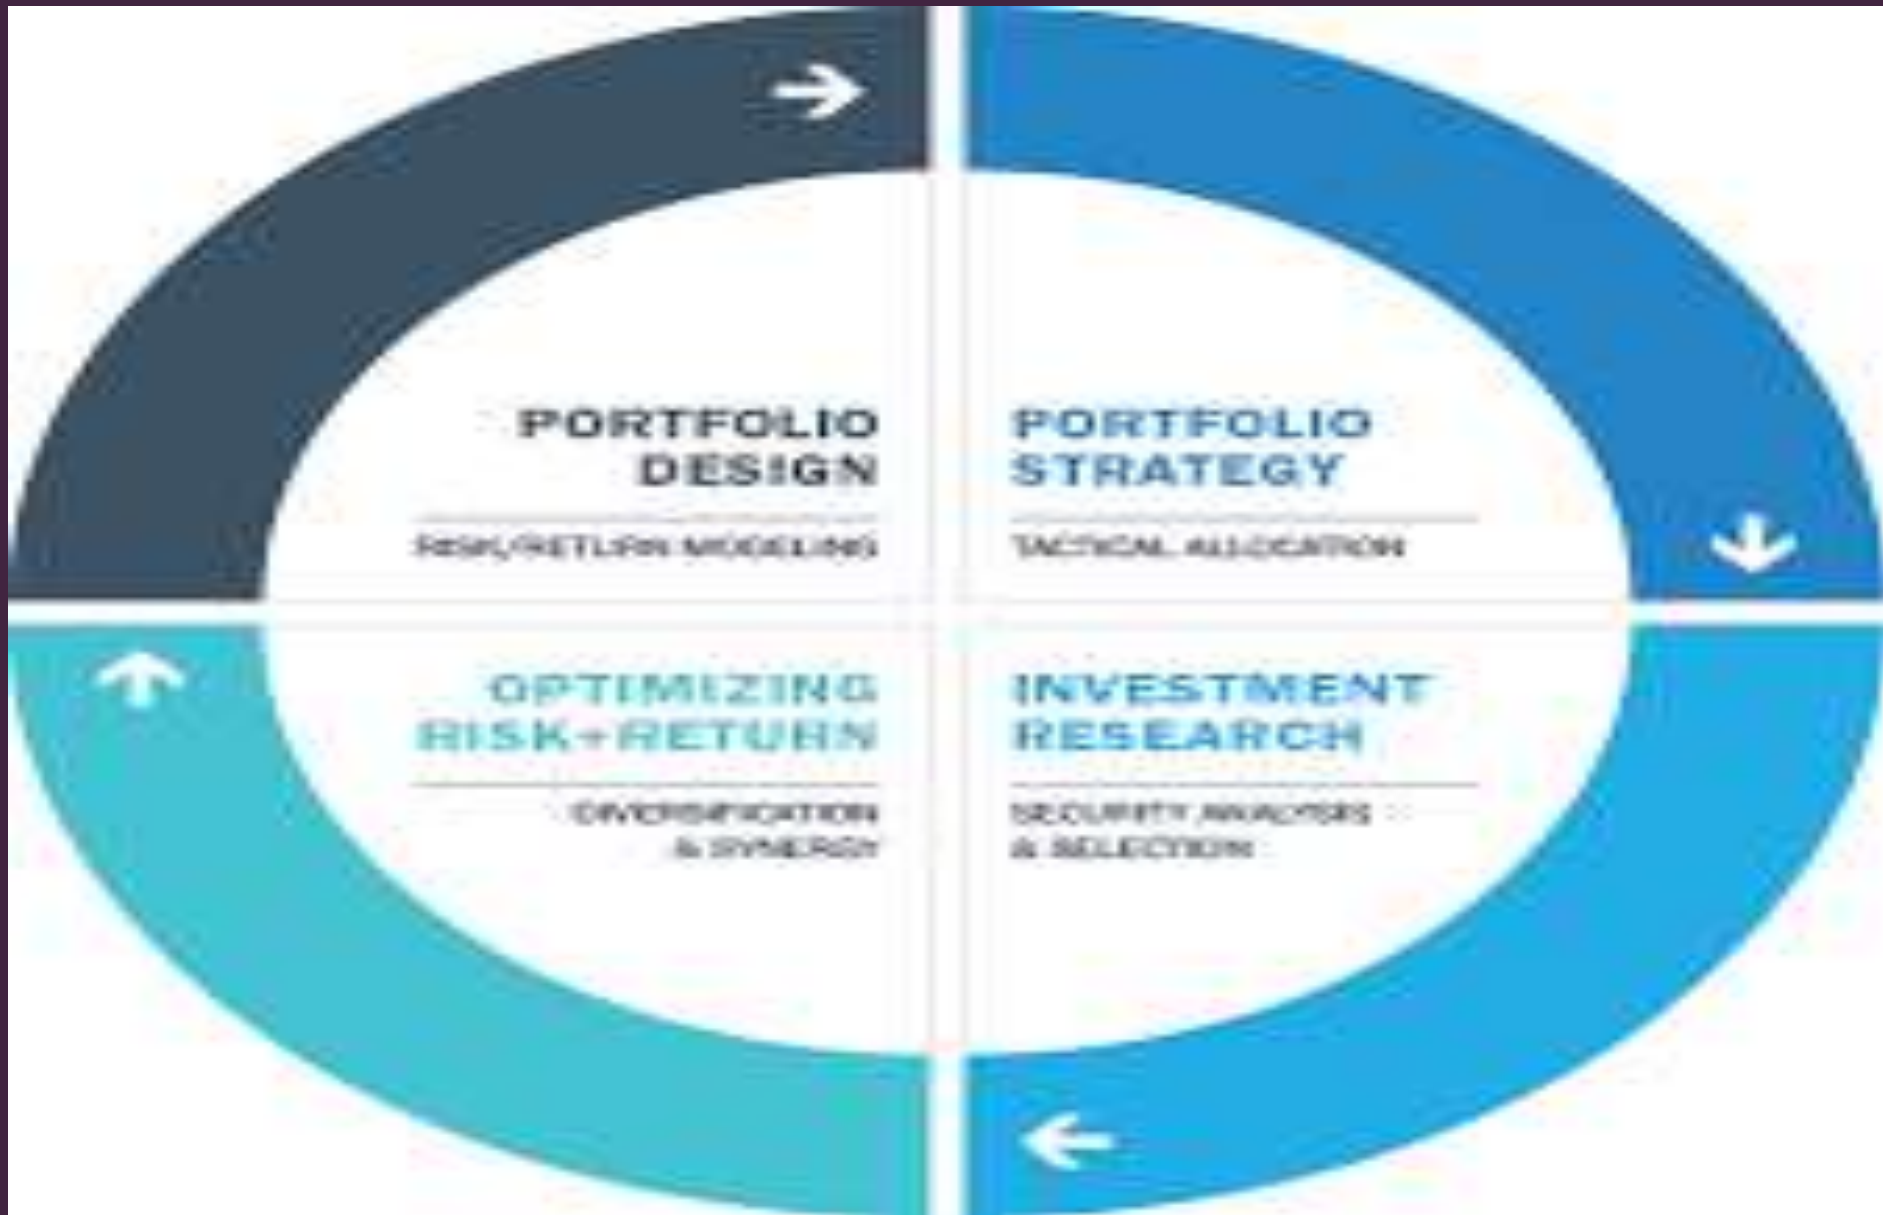 PORTFOLIO
DESIGN
RISK/RETURN MODELING
PORTFOLIO
STRATEGY
TACTICAL ALLOCATION
OPTIMIZING
RISK+RETURN
DIVERSIFICATION
& SYNERGY
INVESTMENT
RESEARCH
SECURITY ANALYSIS
& SELECTION